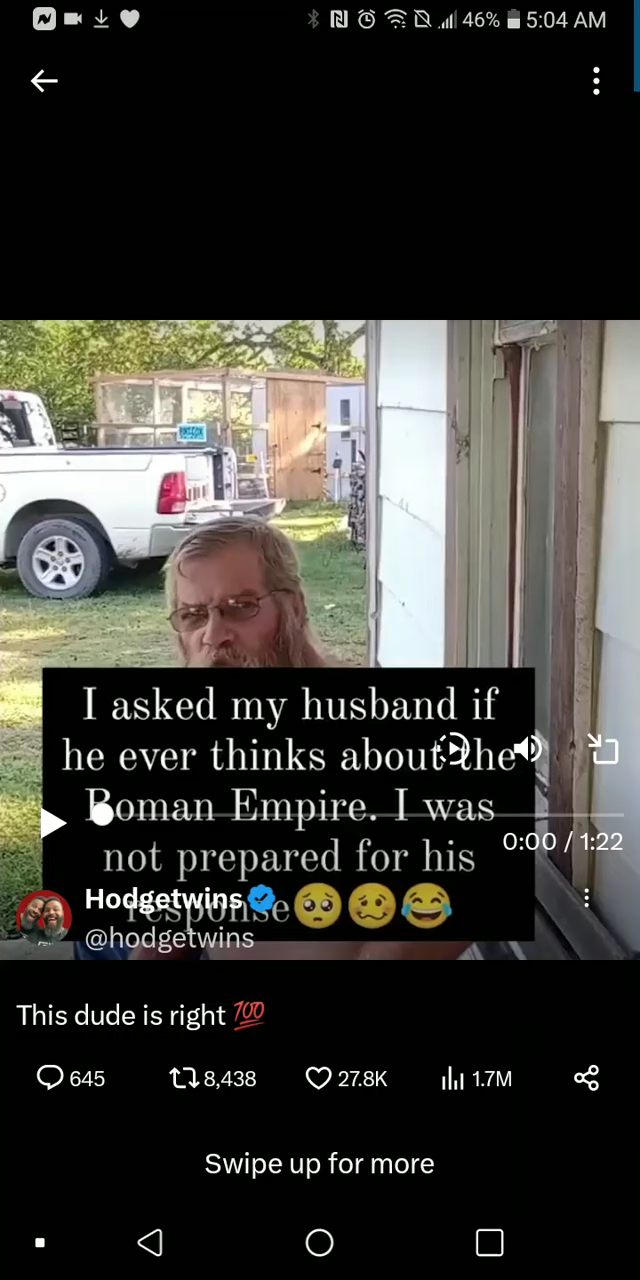 46% 5:04 AM
I asked my husband if
he ever thinks about the
Roman Empire. I was
not prepared for his
response🥺🥴😂
0:00 / 1:22
Hodgetwins
@hodgetwins
This dude is right 💯
645 8,438 27.8K 1.7M
Swipe up for more